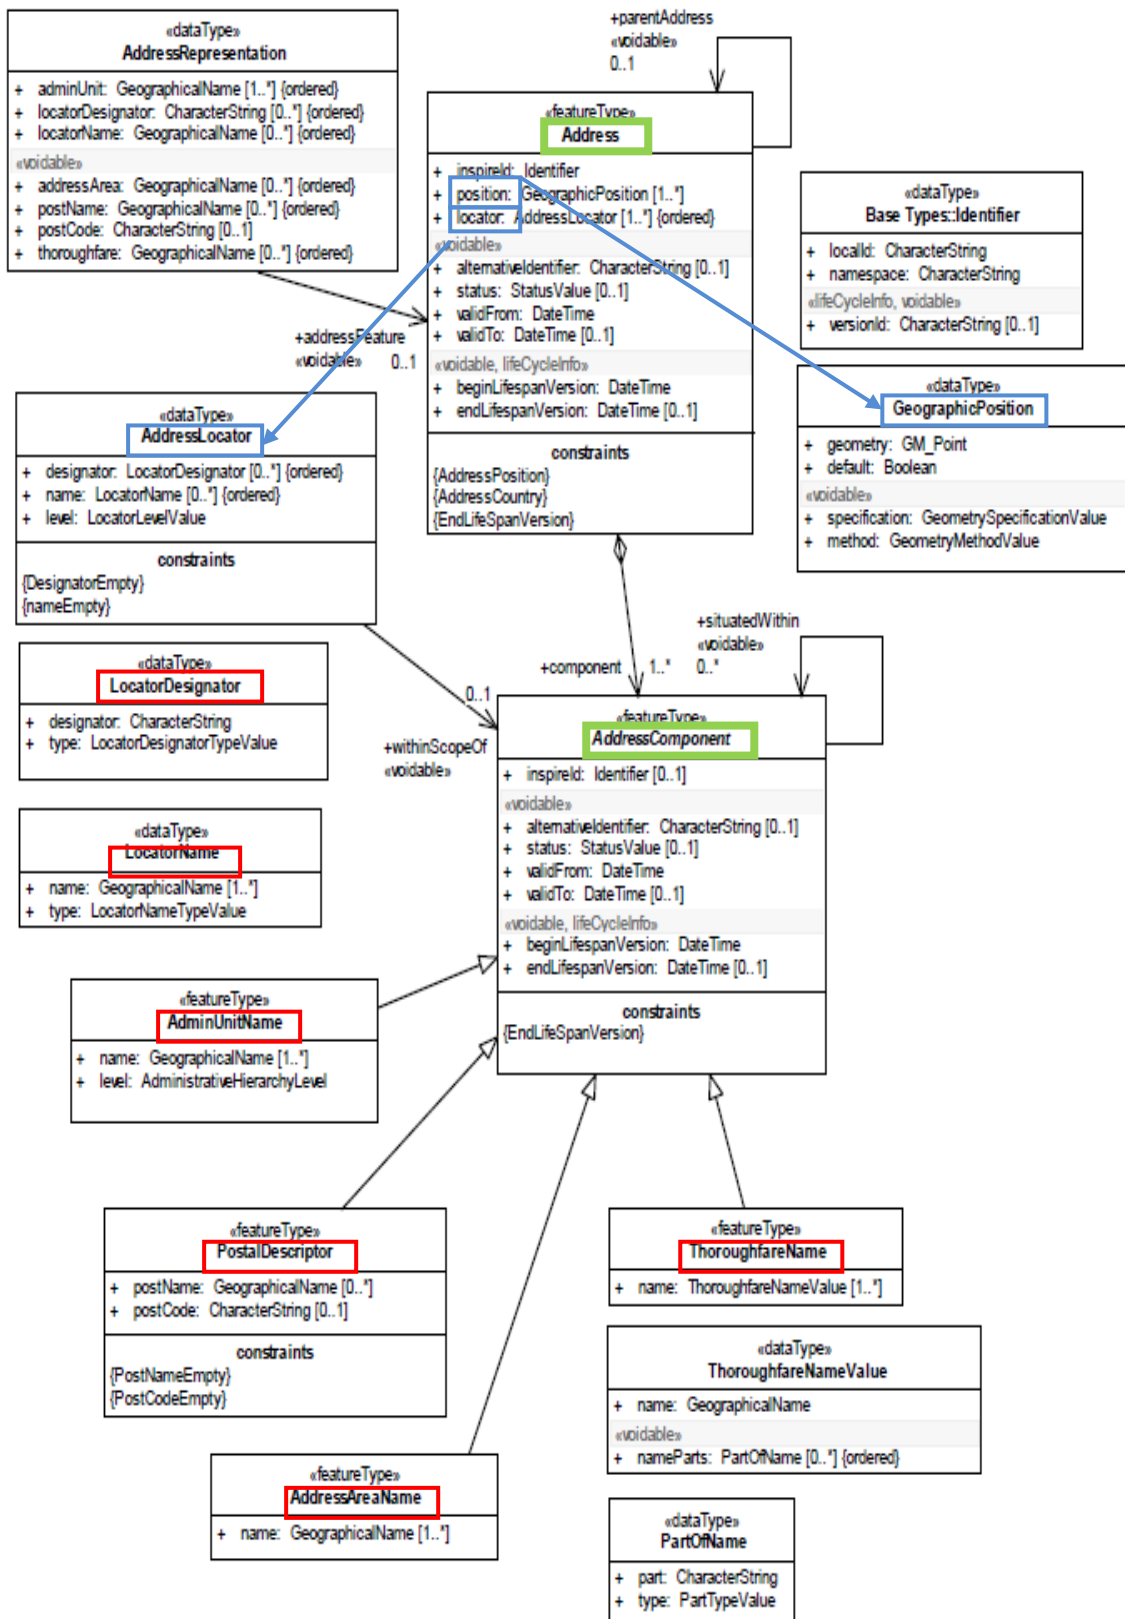 «dataType»
AddressRepresentation
+ adminUnit: GeographicalName [1..*] {ordered}
+ locatorDesignator: CharacterString [0..*] {ordered}
+ locatorName: GeographicalName [0..*] {ordered}
«voidable»
+ addressArea: GeographicalName [0..*] {ordered}
+ postName: GeographicalName [0..*] {ordered}
+ postCode: CharacterString [0..1]
+ thoroughfare: GeographicalName [0..*] {ordered}
+parentAddress
«voidable»
0..1
«featureType»
Address
+ inspireId: Identifier
+ position: GeographicPosition [1..*]
+ locator: AddressLocator [1..*] {ordered}
«voidable»
+ alternativeIdentifier: CharacterString [0..1]
+ status: StatusValue [0..1]
+ validFrom: DateTime
+ validTo: DateTime [0..1]
«voidable, lifeCycleInfo»
+ beginLifespanVersion: DateTime
+ endLifespanVersion: DateTime [0..1]
constraints
{AddressPosition}
{AddressCountry}
{EndLifeSpanVersion}
«dataType»
Base Types::Identifier
+ localId: CharacterString
+ namespace: CharacterString
«lifeCycleInfo, voidable»
+ versionId: CharacterString [0..1]
+addressFeature
«voidable» 0..1
«dataType»
GeographicPosition
+ geometry: GM_Point
+ default: Boolean
«voidable»
+ specification: GeometrySpecificationValue
+ method: GeometryMethodValue
«dataType»
AddressLocator
+ designator: LocatorDesignator [0..*] {ordered}
+ name: LocatorName [0..*] {ordered}
+ level: LocatorLevelValue
constraints
{DesignatorEmpty}
{nameEmpty}
+situatedWithin
«voidable»
0..*
+component 1..*
0..1
+withinScopeOf
«voidable»
«dataType»
LocatorDesignator
+ designator: CharacterString
+ type: LocatorDesignatorTypeValue
«featureType»
AddressComponent
+ inspireId: Identifier [0..1]
«voidable»
+ alternativeIdentifier: CharacterString [0..1]
+ status: StatusValue [0..1]
+ validFrom: DateTime
+ validTo: DateTime [0..1]
«voidable, lifeCycleInfo»
+ beginLifespanVersion: DateTime
+ endLifespanVersion: DateTime [0..1]
constraints
{EndLifeSpanVersion}
«dataType»
LocatorName
+ name: GeographicalName [1..*]
+ type: LocatorNameTypeValue
«featureType»
AdminUnitName
+ name: GeographicalName [1..*]
+ level: AdministrativeHierarchyLevel
«featureType»
PostalDescriptor
+ postName: GeographicalName [0..*]
+ postCode: CharacterString [0..1]
constraints
{PostNameEmpty}
{PostCodeEmpty}
«featureType»
ThoroughfareName
+ name: ThoroughfareNameValue [1..*]
«dataType»
ThoroughfareNameValue
+ name: GeographicalName
«voidable»
+ nameParts: PartOfName [0..*] {ordered}
«featureType»
AddressAreaName
+ name: GeographicalName [1..*]
«dataType»
PartOfName
+ part: CharacterString
+ type: PartTypeValue